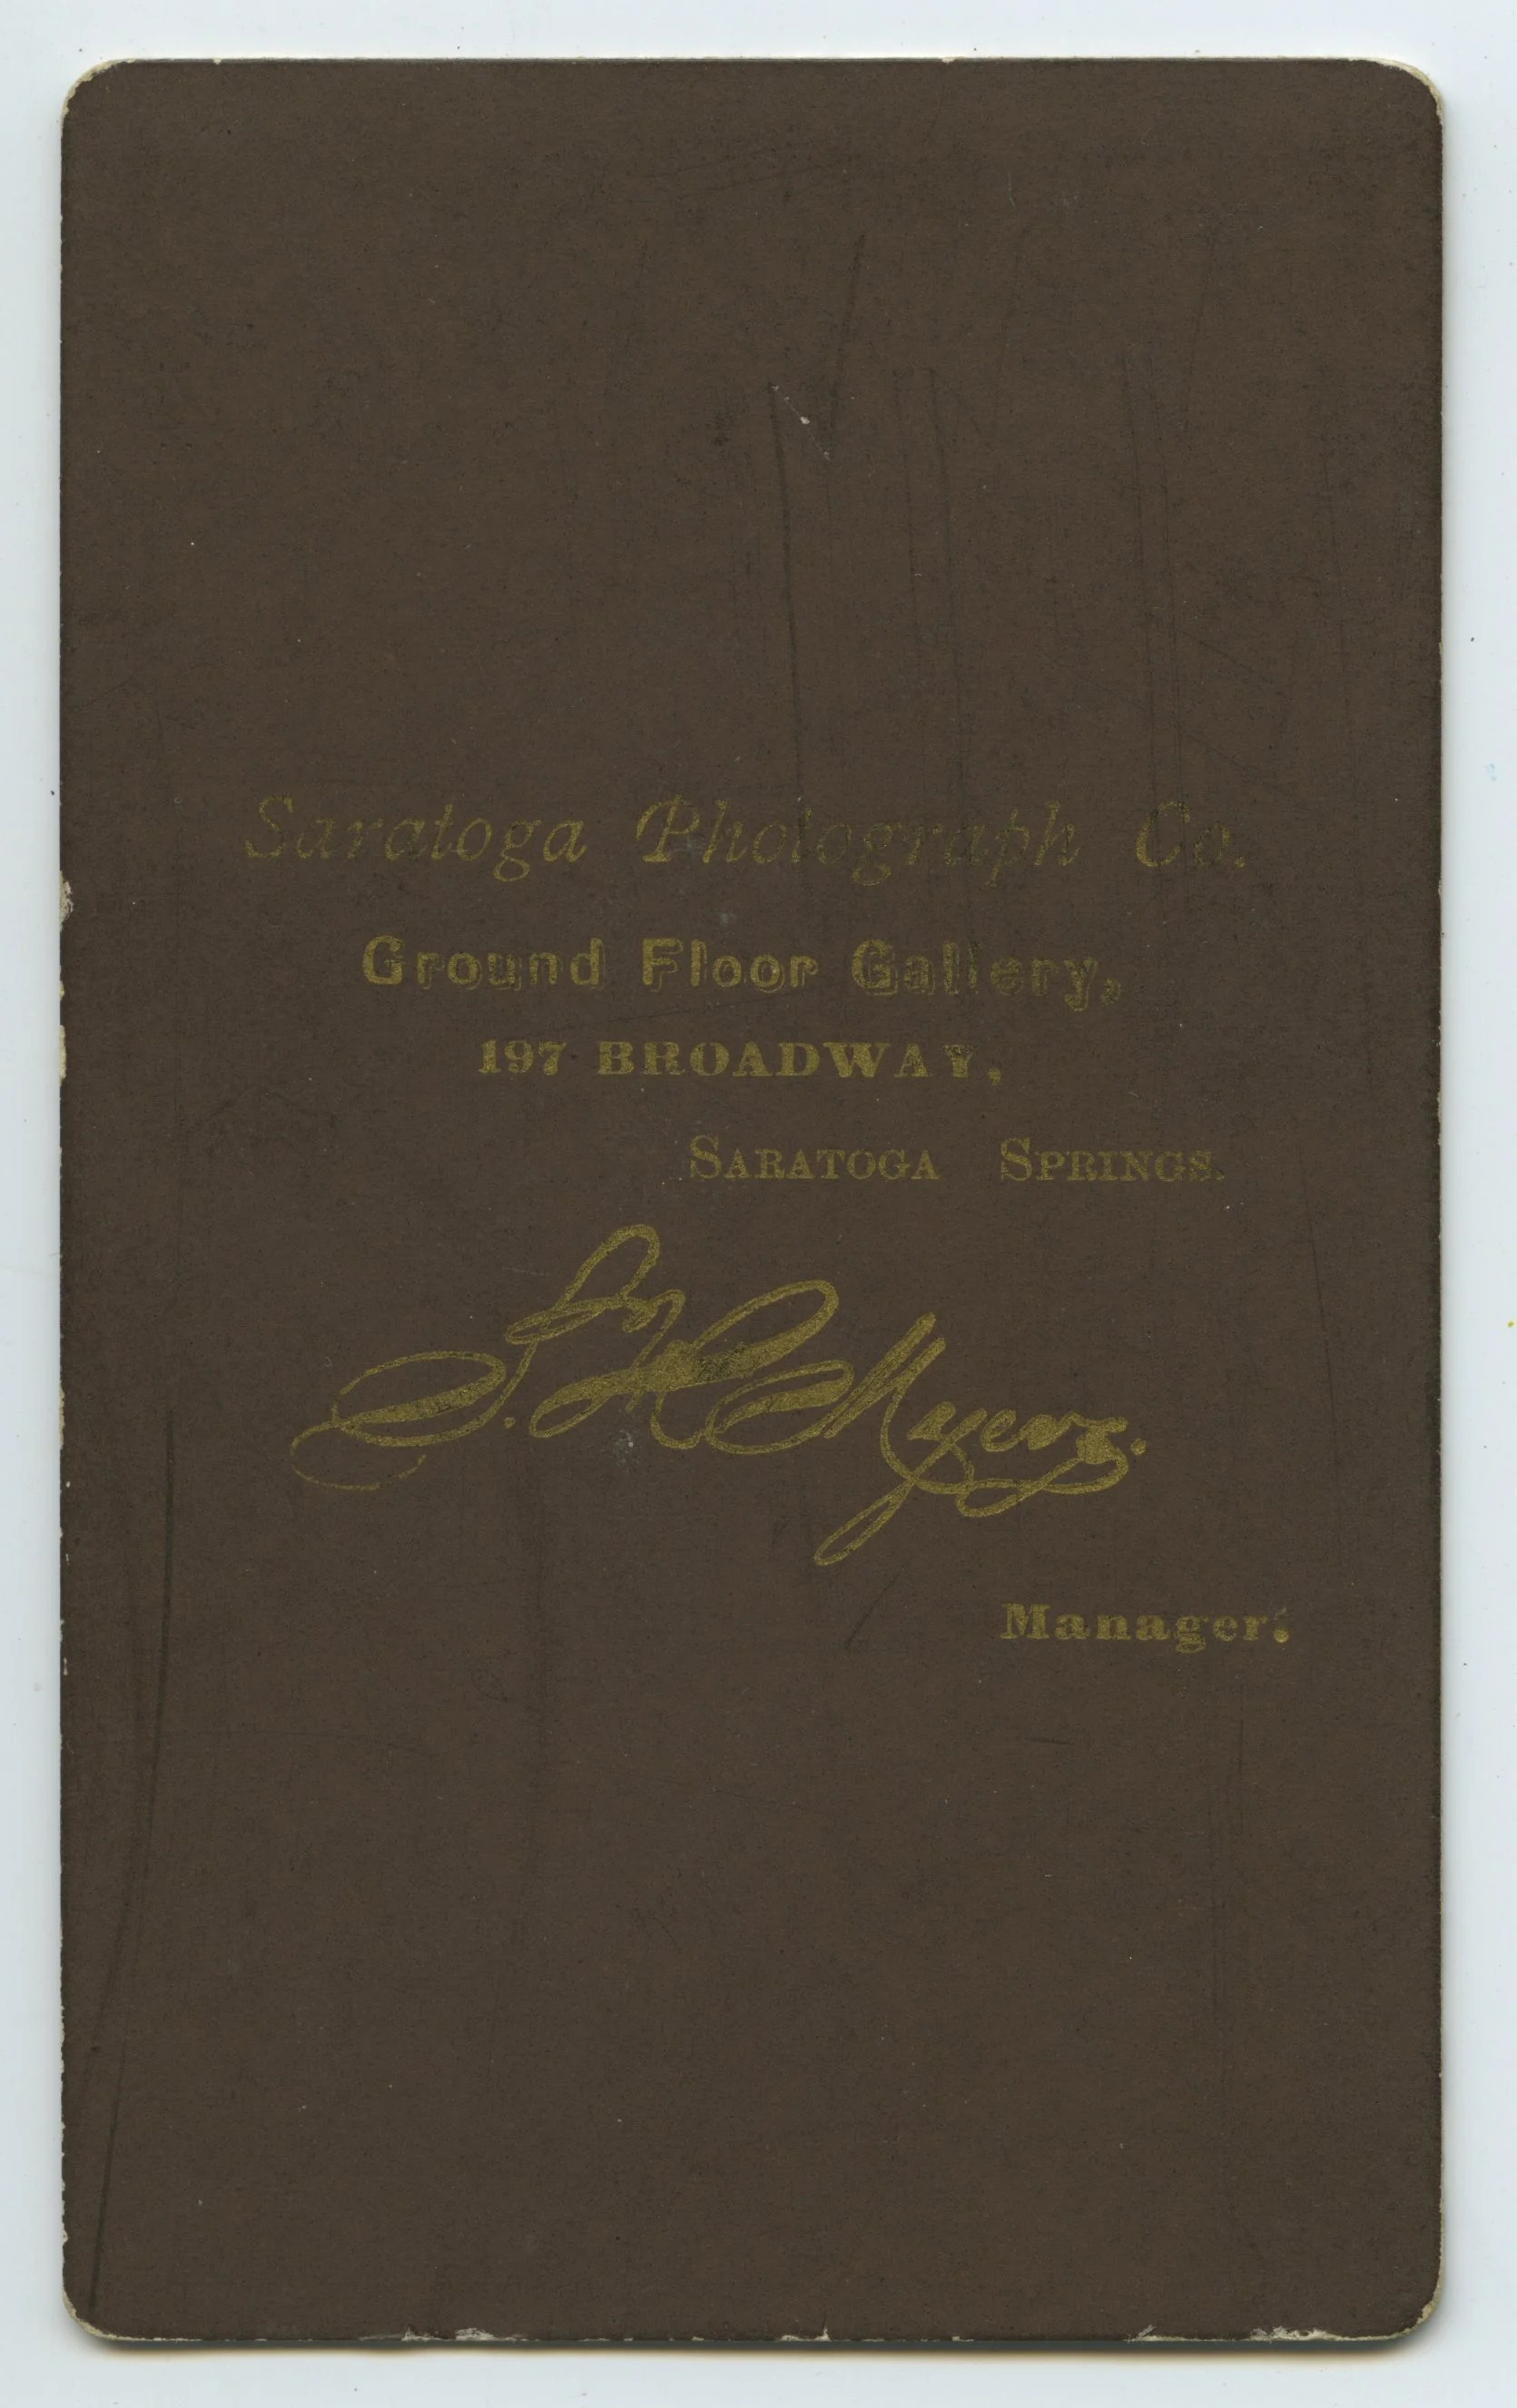 Saratoga Photograph Co.
Ground Floor Gallery,
197 BROADWAY,
SARATOGA SPRINGS.
Myers.
Manager.